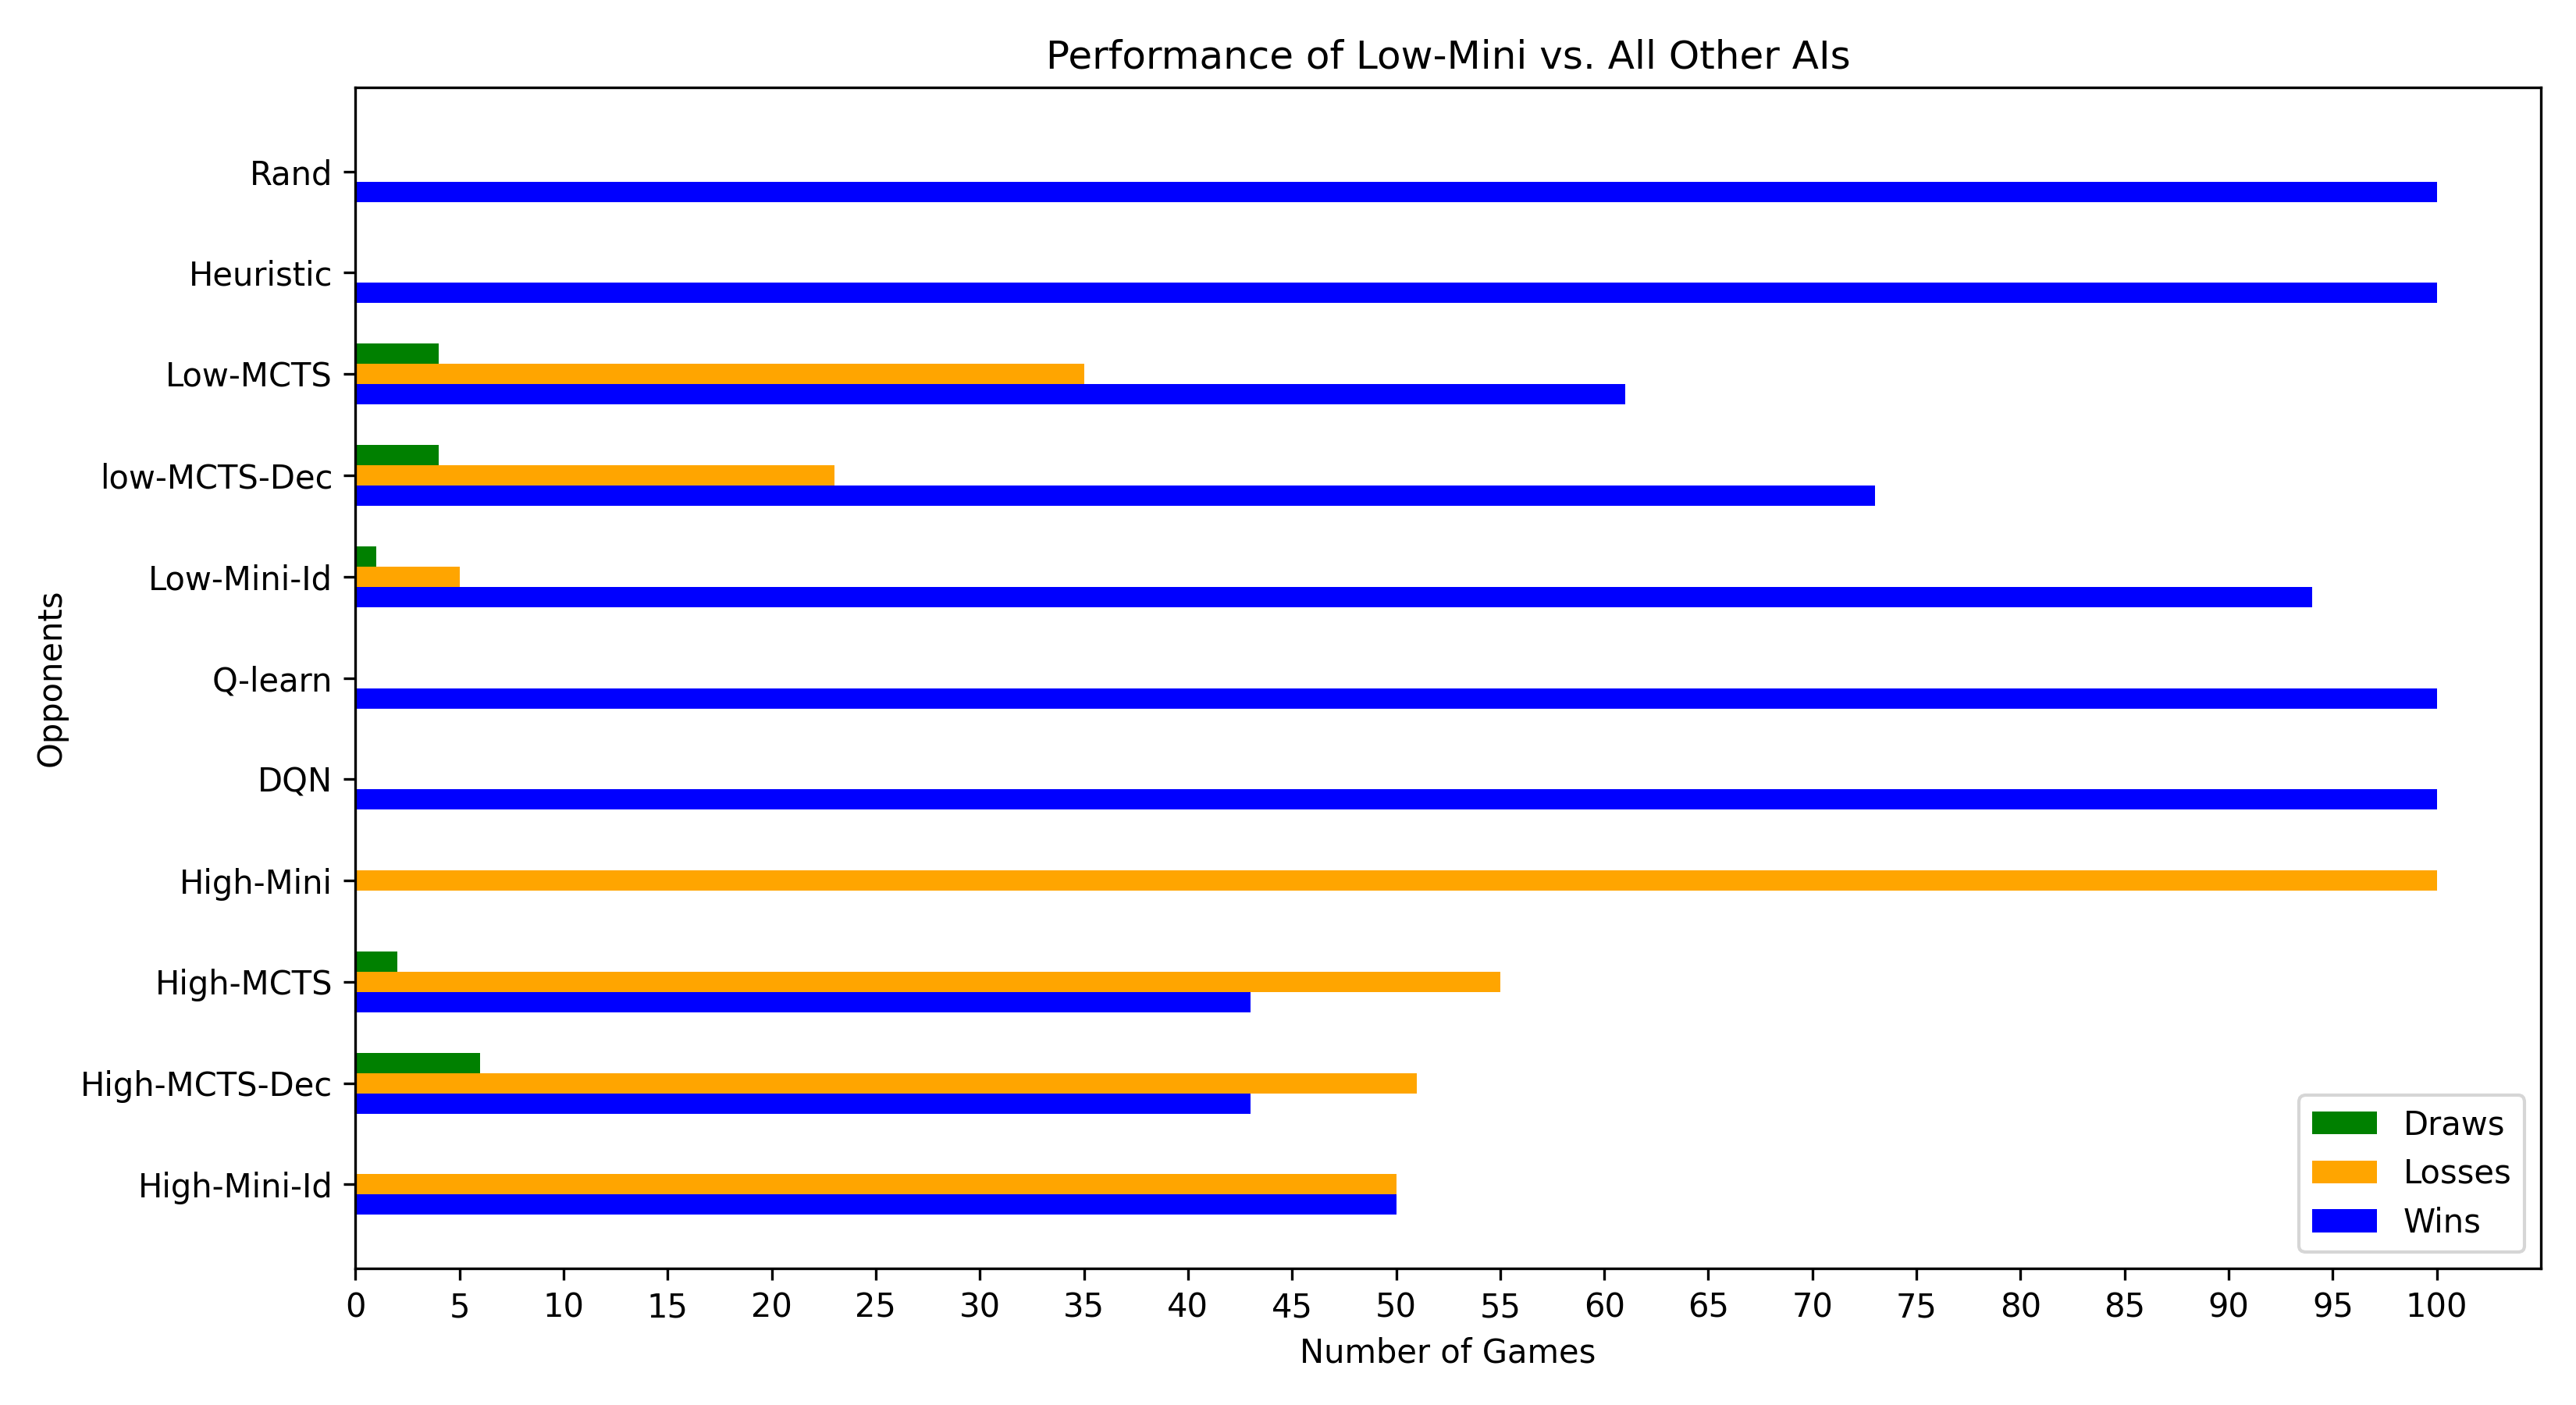 Performance of Low-Mini vs. All Other AIs
Opponents
Rand
Heuristic
Low-MCTS
low-MCTS-Dec
Low-Mini-Id
Q-learn
DQN
High-Mini
High-MCTS
High-MCTS-Dec
High-Mini-Id
Draws
Losses
Wins
0 5 10 15 20 25 30 35 40 45 50 55 60 65 70 75 80 85 90 95 100
Number of Games